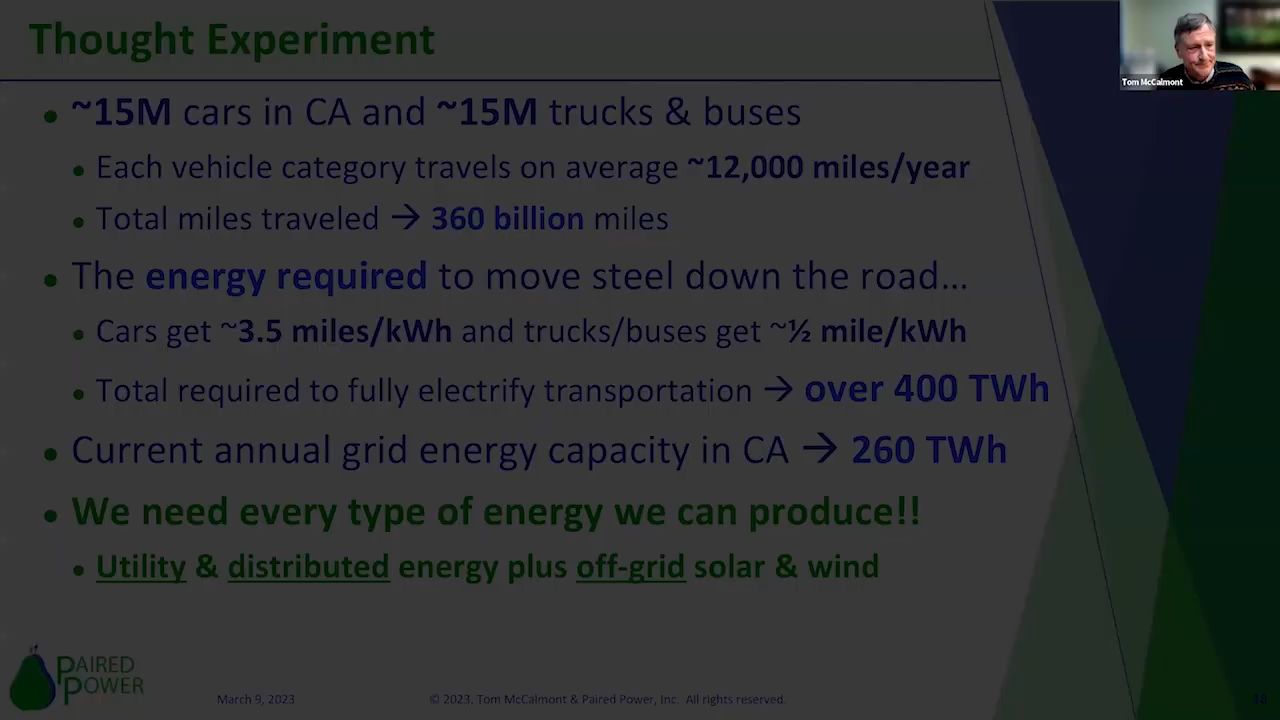 Thought Experiment
Tom McCalmont
• ~15M cars in CA and ~15M trucks & buses
• Each vehicle category travels on average ~12,000 miles/year
• Total miles traveled → 360 billion miles
• The energy required to move steel down the road...
• Cars get ~3.5 miles/kWh and trucks/buses get ~½ mile/kWh
• Total required to fully electrify transportation → over 400 TWh
• Current annual grid energy capacity in CA → 260 TWh
• We need every type of energy we can produce!!
• Utility & distributed energy plus off-grid solar & wind
PAIRED
POWER
March 9, 2023
© 2023. Tom McCalmont & Paired Power, Inc. All rights reserved.